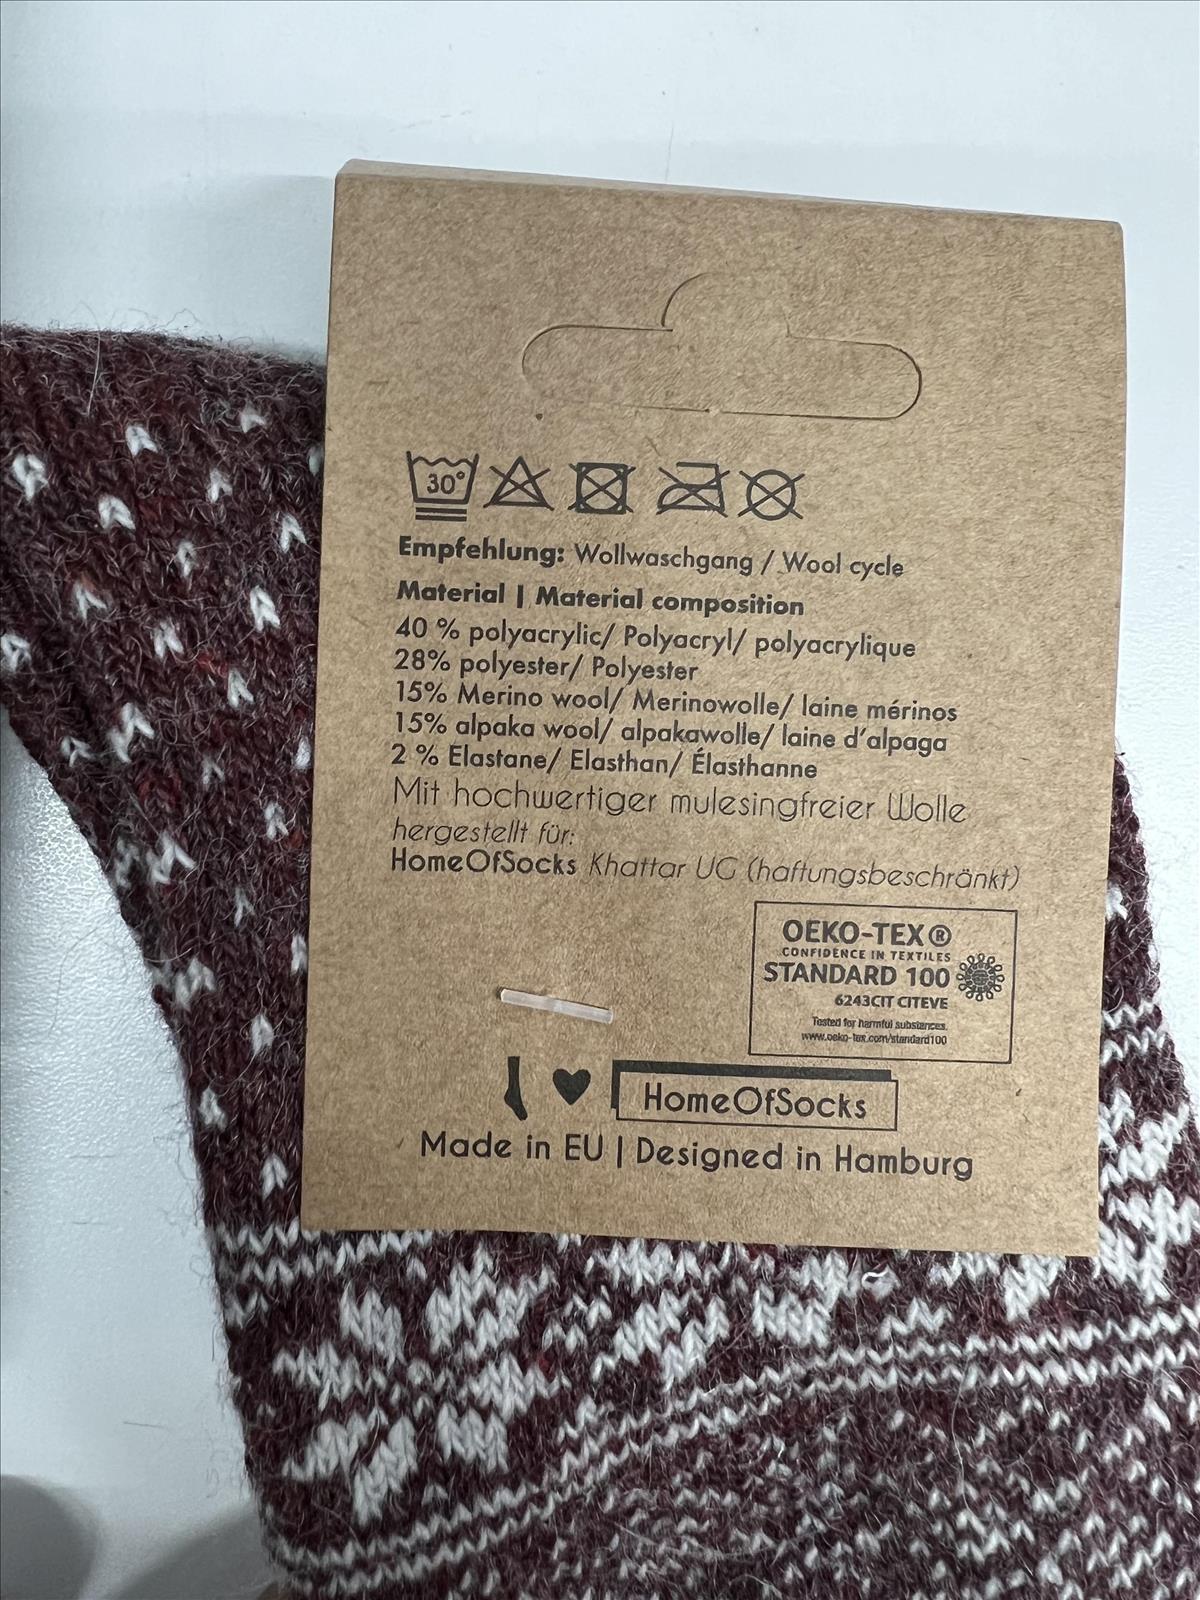 30°
Empfehlung: Wollwaschgang / Wool cycle
Material | Material composition
40 % polyacrylic/ Polyacryl/ polyacrylique
28% polyester/ Polyester
15% Merino wool/ Merinowolle/ laine mérinos
15% alpaka wool/ alpakawolle/ laine d'alpaga
2 % Elastane/ Elasthan/ Élasthanne
Mit hochwertiger mulesingfreier Wolle
hergestellt für:
HomeOfSocks Khattar UG (haftungsbeschränkt)
OEKO-TEX®
CONFIDENCE IN TEXTILES
STANDARD 100
6243CIT CITEVE
Tested for harmful substances.
www.oeko-tex.com/standard100
HomeOfSocks
Made in EU | Designed in Hamburg